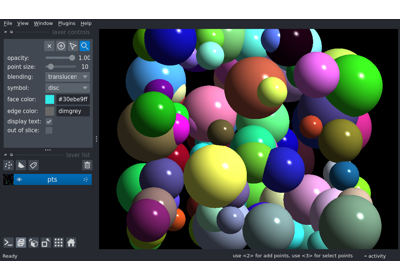 File View Window Plugins Help
layer controls
opacity: 1.00
point size: 10
blending: translucen
symbol: disc
face color: #30ebe9ff
edge color: dimgrey
display text:
out of slice:
layer list
pts
Ready
use <2> for add points, use <3> for select points
activity